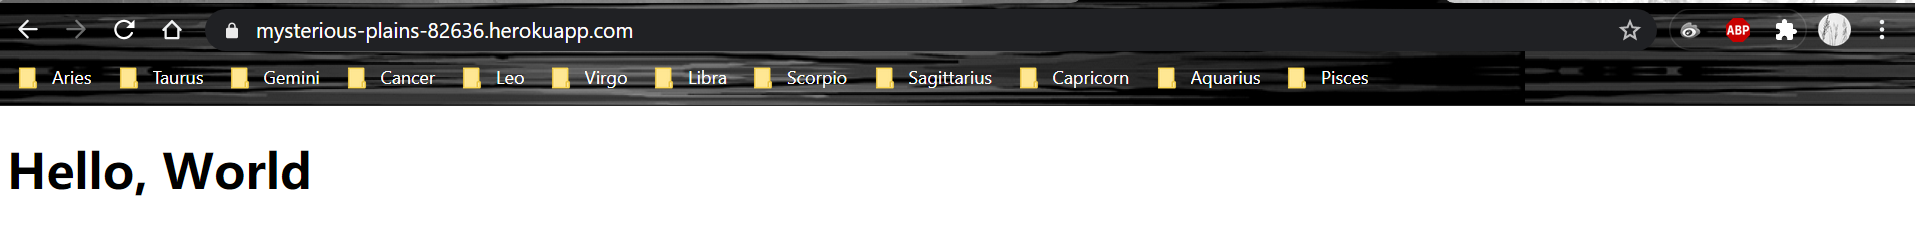 mysterious-plains-82636.herokuapp.com
ABP
Aries Taurus Gemini Cancer Leo Virgo Libra Scorpio Sagittarius Capricorn Aquarius Pisces
Hello, World